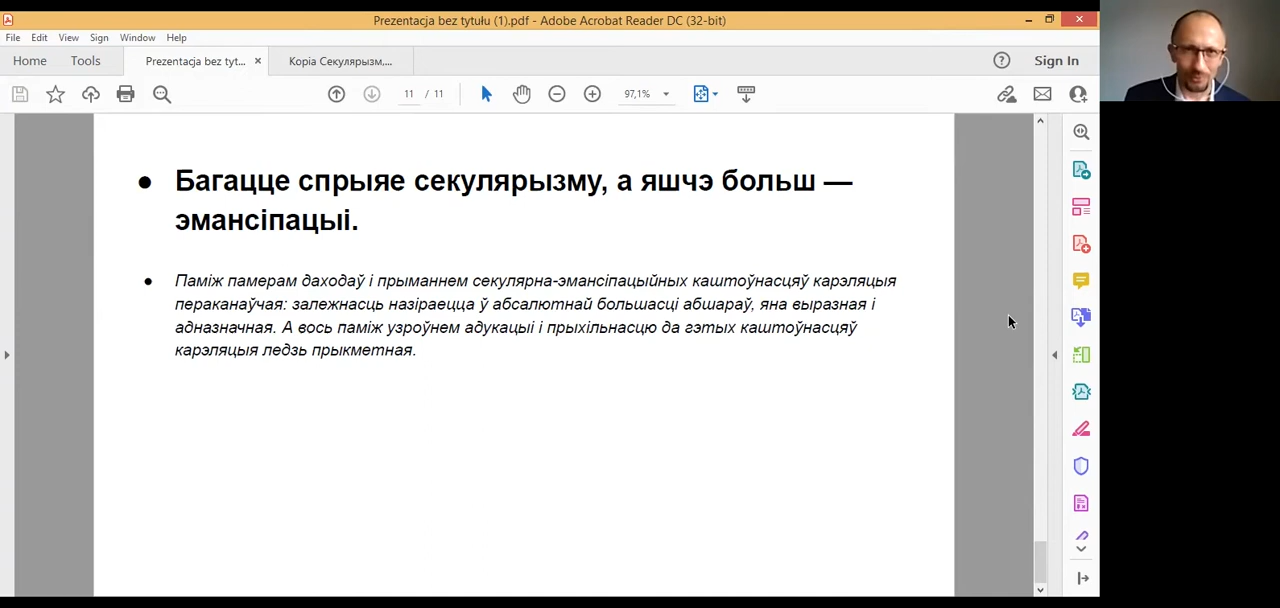 Prezentacja bez tytułu (1).pdf - Adobe Acrobat Reader DC (32-bit)
File Edit View Sign Window Help
Home Tools Prezentacja bez tyt... × Копія Секулярызм,... Sign In
11 / 11 97,1%
● Багацце спрыяе секулярызму, а яшчэ больш —
эмансіпацыі.
● Паміж памерам даходаў і прыманнем секулярна-эмансіпацыйных каштоўнасцяў карэляцыя
пераканаўчая: залежнасць назіраецца ў абсалютнай большасці абшараў, яна выразная і
адназначная. А вось паміж узроўнем адукацыі і прыхільнасцю да гэтых каштоўнасцяў
карэляцыя ледзь прыкметная.